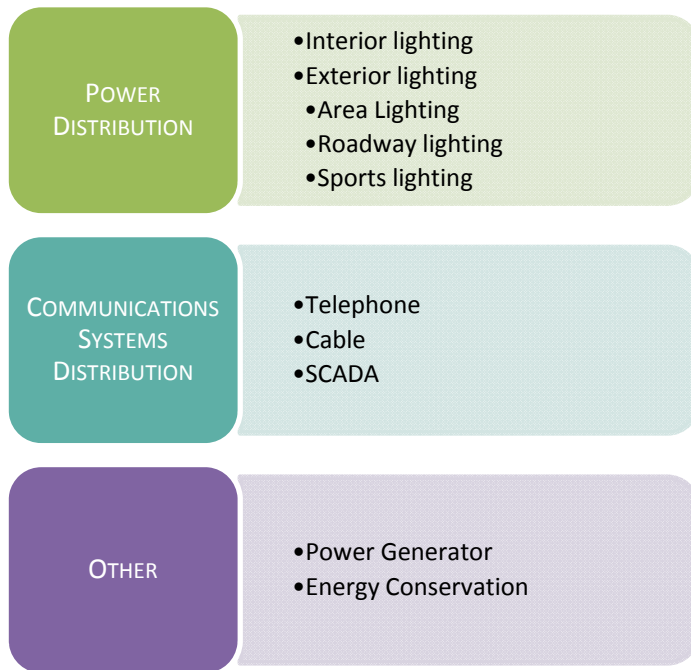 POWER
DISTRIBUTION
•Interior lighting
•Exterior lighting
•Area Lighting
•Roadway lighting
•Sports lighting
COMMUNICATIONS
SYSTEMS
DISTRIBUTION
•Telephone
•Cable
•SCADA
OTHER
•Power Generator
•Energy Conservation